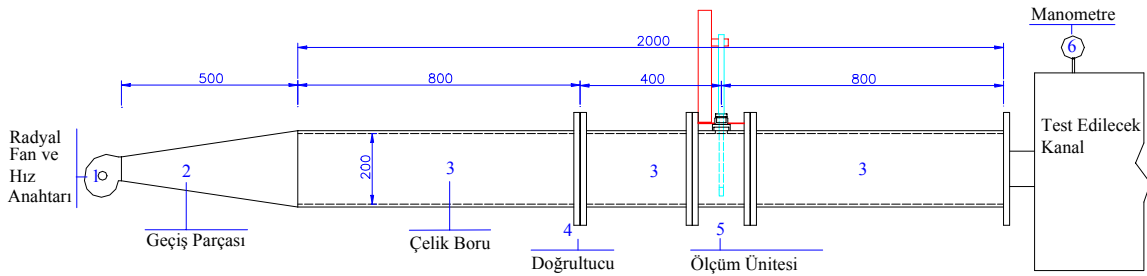 Manometre
6
2000
500
800
400
800
Radyal
Fan ve
Hız
Anahtarı
1
2
200
3
3
3
Test Edilecek
Kanal
Geçiş Parçası
Çelik Boru
4
Doğrultucu
5
Ölçüm Ünitesi